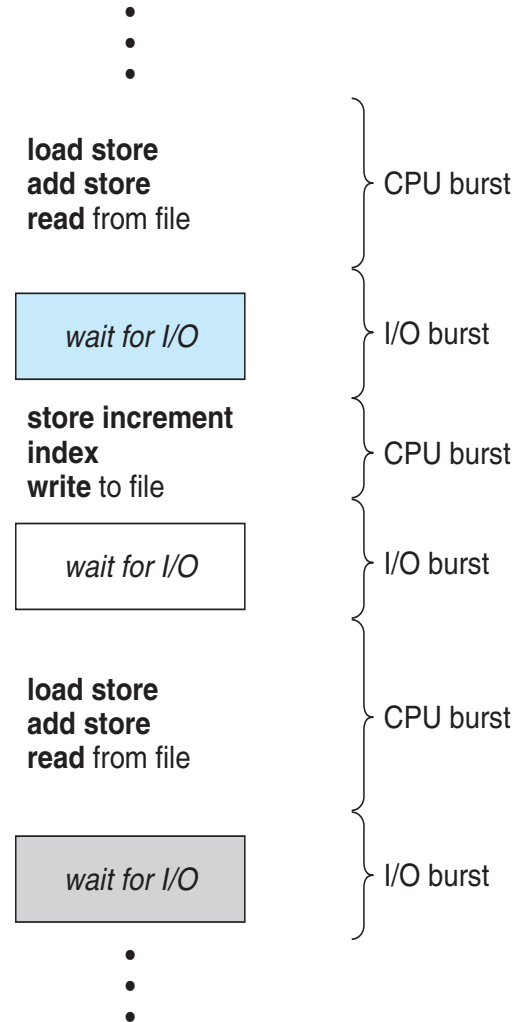 load store
add store
read from file
CPU burst
wait for I/O
I/O burst
store increment
index
write to file
CPU burst
wait for I/O
I/O burst
load store
add store
read from file
CPU burst
wait for I/O
I/O burst